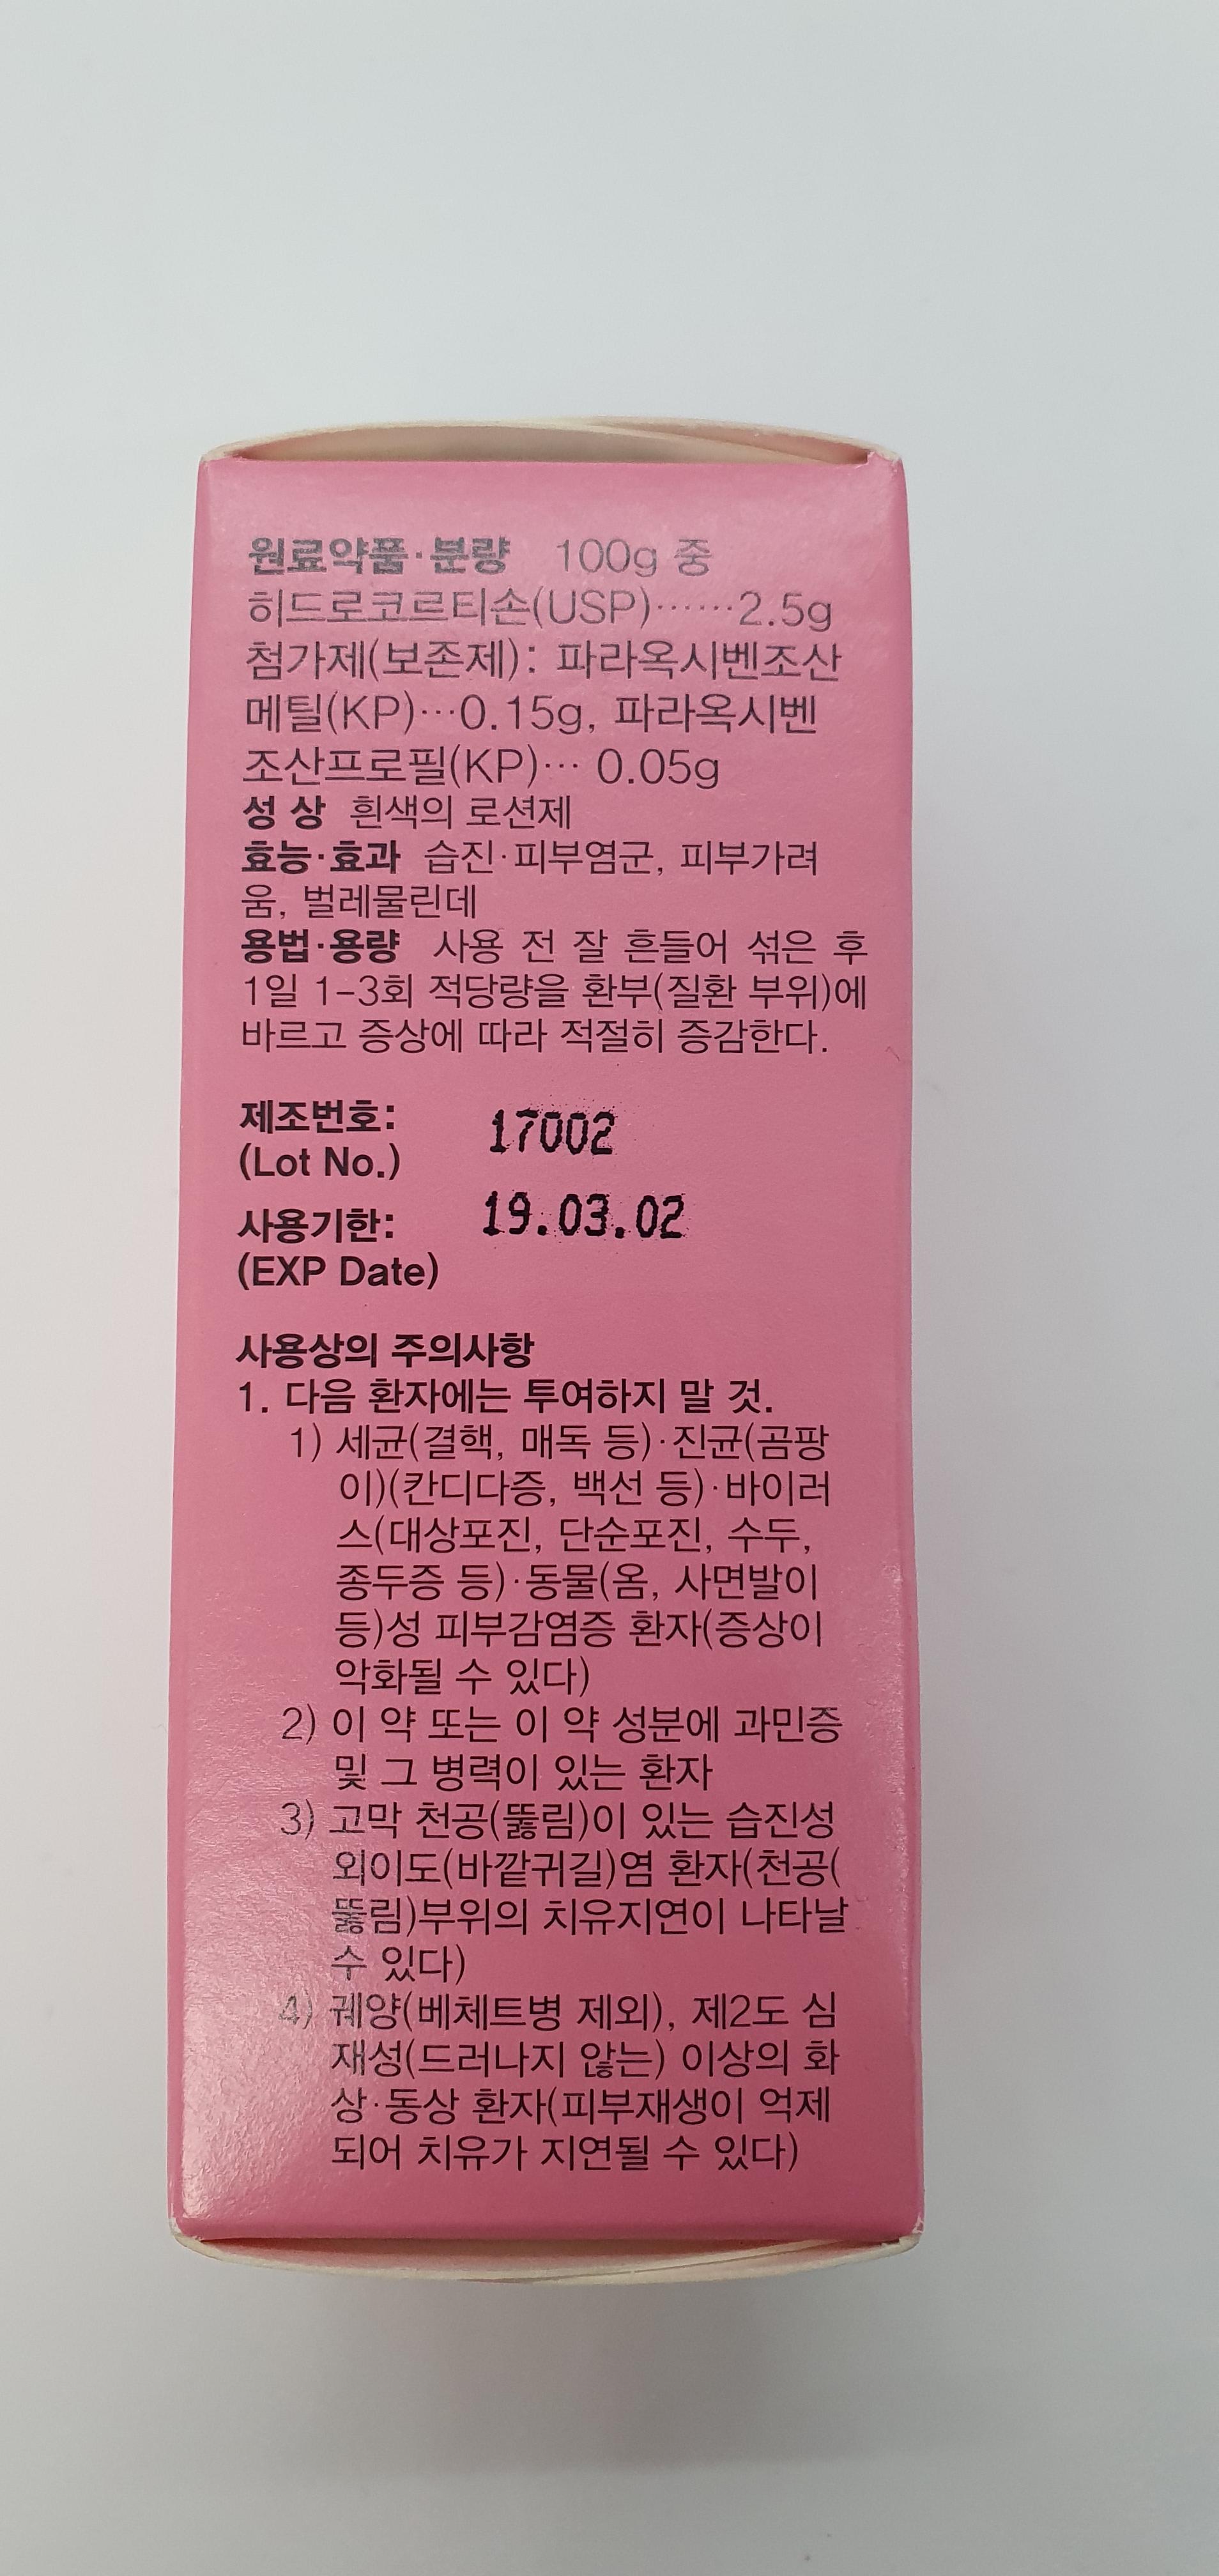 원료약품·분량 100g 중
히드로코르티손(USP)······2.5g
첨가제(보존제): 파라옥시벤조산
메틸(KP)···0.15g, 파라옥시벤
조산프로필(KP)··· 0.05g
성 상 흰색의 로션제
효능·효과 습진·피부염군, 피부가려
움, 벌레물린데
용법·용량 사용 전 잘 흔들어 섞은 후
1일 1-3회 적당량을 환부(질환 부위)에
바르고 증상에 따라 적절히 증감한다.
제조번호: 17002
(Lot No.)
사용기한: 19.03.02
(EXP Date)
사용상의 주의사항
1. 다음 환자에는 투여하지 말 것.
1) 세균(결핵, 매독 등)·진균(곰팡
이)(칸디다증, 백선 등)·바이러
스(대상포진, 단순포진, 수두,
종두증 등)·동물(옴, 사면발이
등)성 피부감염증 환자(증상이
악화될 수 있다)
2) 이 약 또는 이 약 성분에 과민증
및 그 병력이 있는 환자
3) 고막 천공(뚫림)이 있는 습진성
외이도(바깥귀길)염 환자(천공(
뚫림)부위의 치유지연이 나타날
수 있다)
4) 궤양(베체트병 제외), 제2도 심
재성(드러나지 않는) 이상의 화
상·동상 환자(피부재생이 억제
되어 치유가 지연될 수 있다)